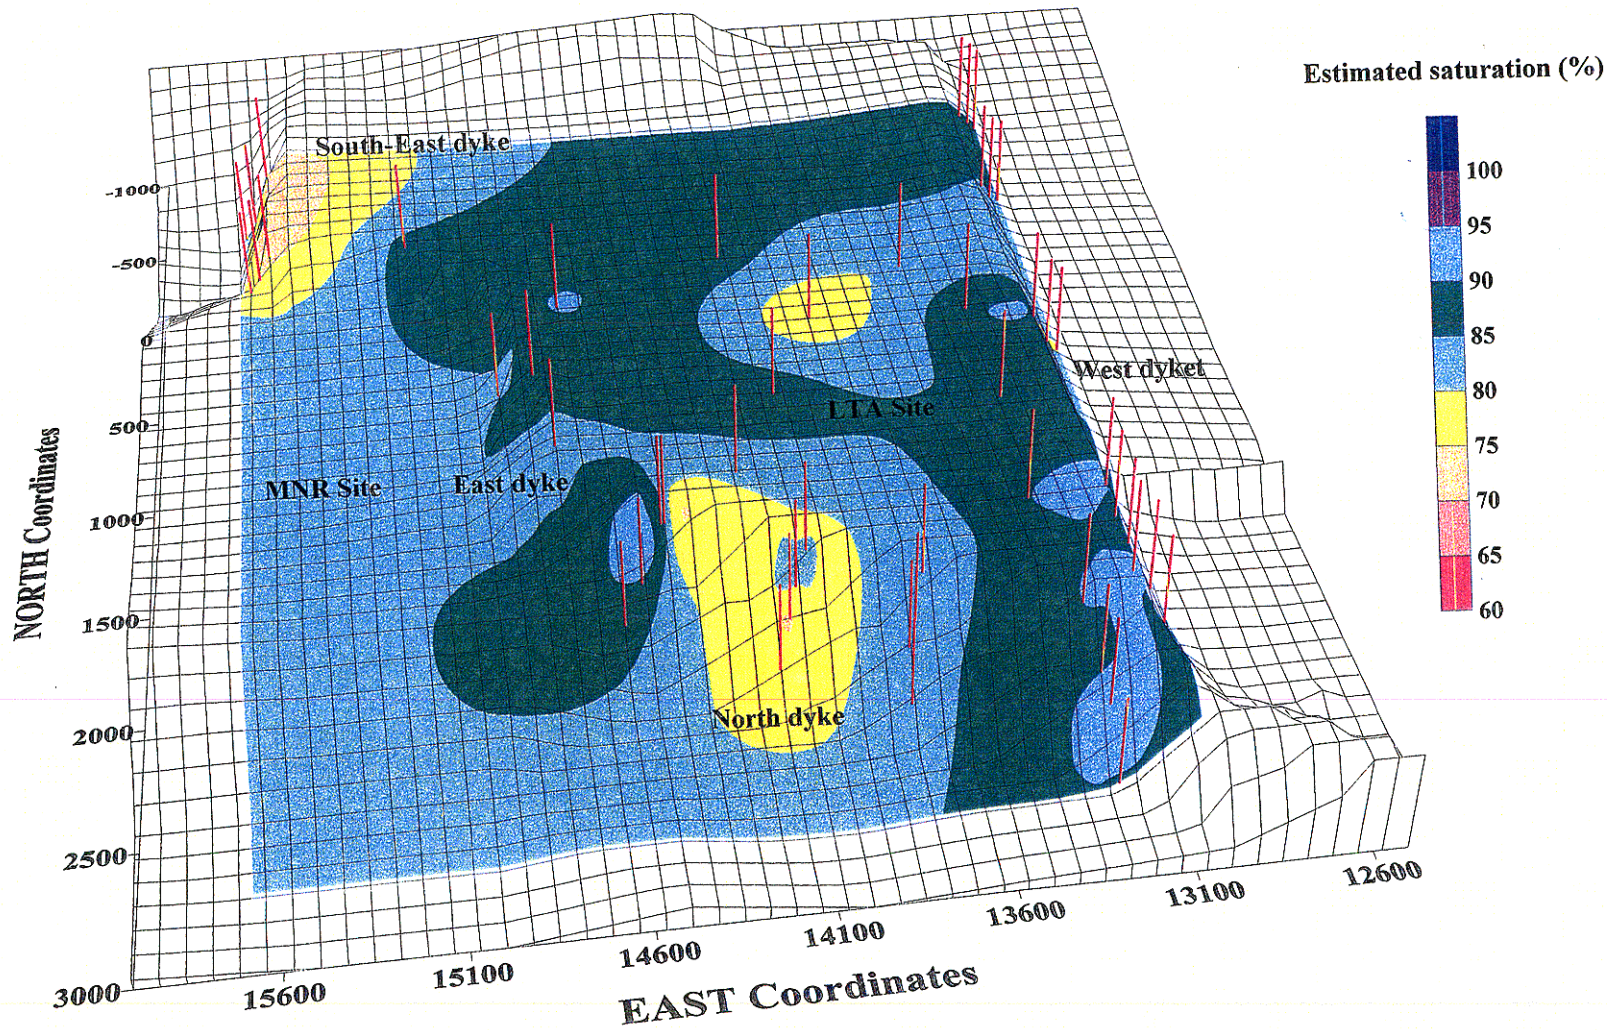 Estimated saturation (%)
100
95
90
85
80
75
70
65
60
South-East dyke
West dyket
LTA Site
MNR Site
East dyke
North dyke
NORTH Coordinates
-1000
-500
0
500
1000
1500
2000
2500
3000
15600
15100
14600
14100
13600
13100
12600
EAST Coordinates